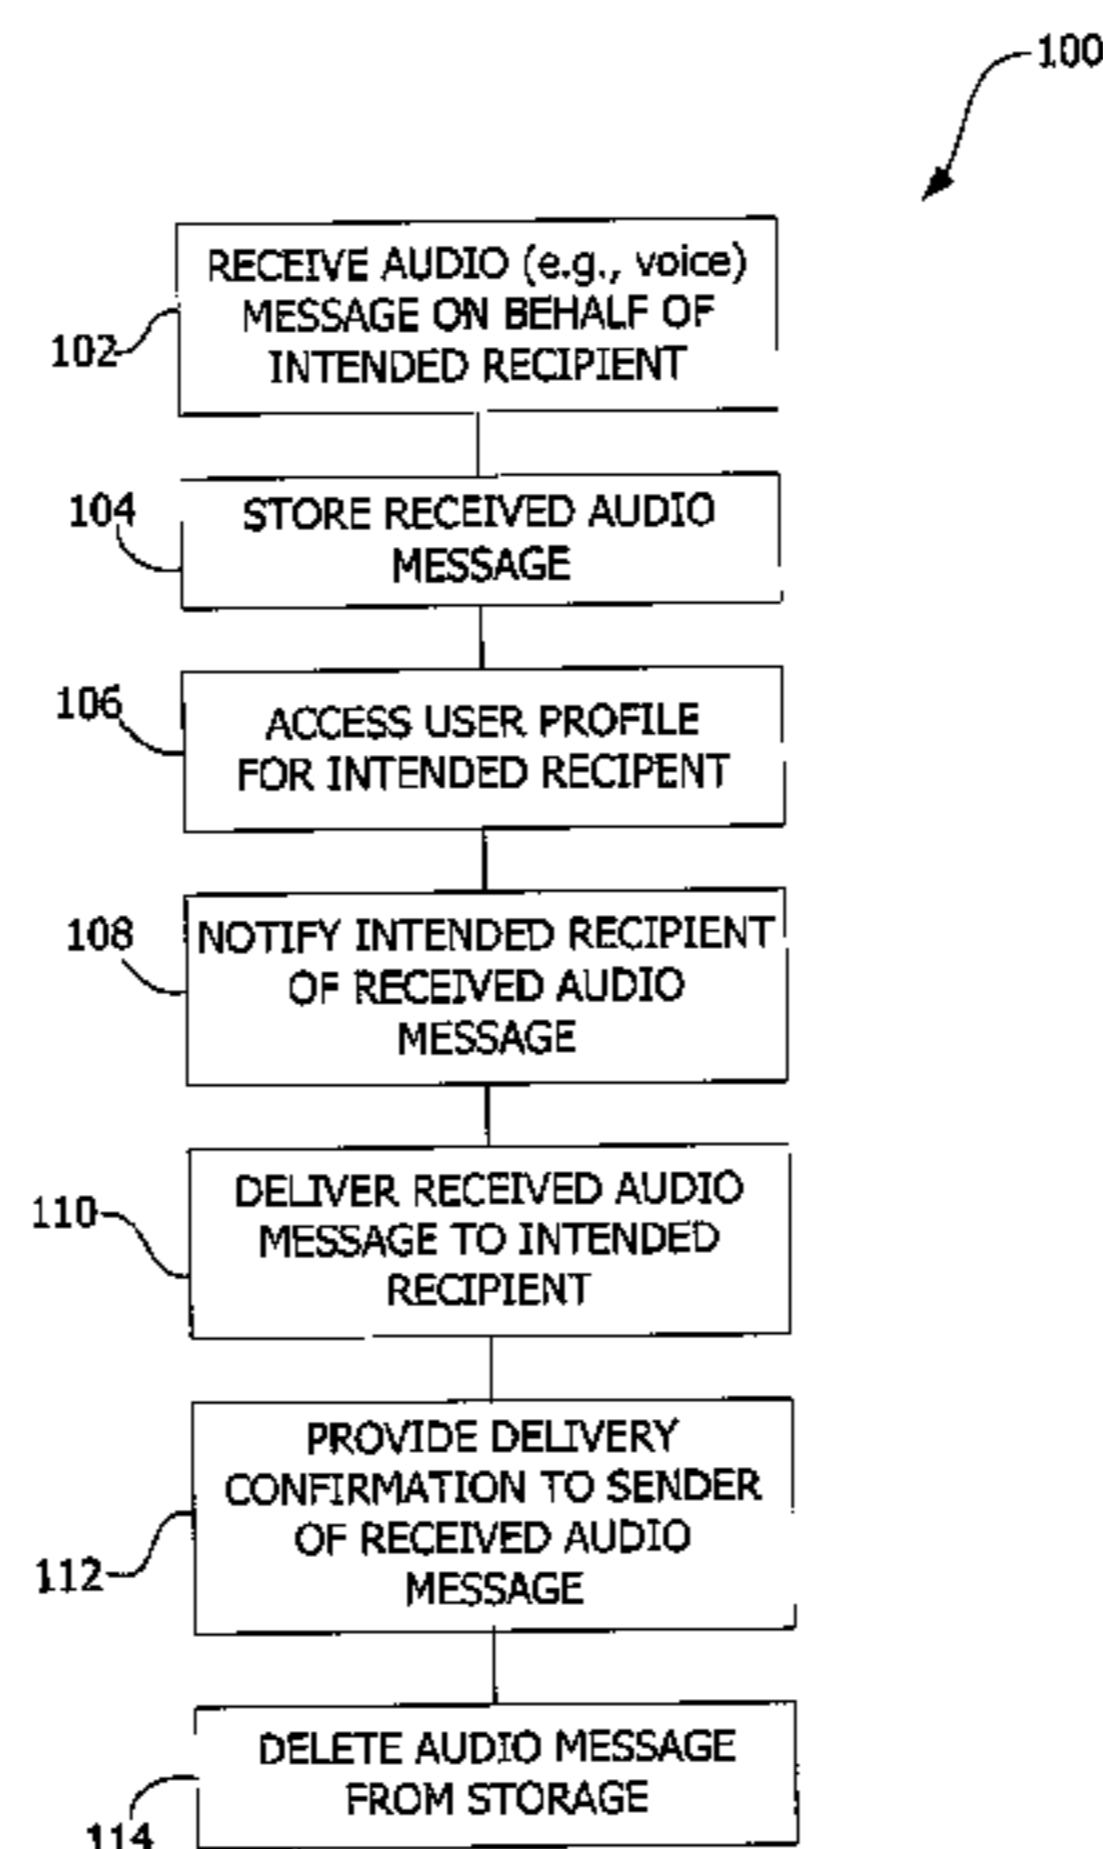 100
RECEIVE AUDIO (e.g., voice)
MESSAGE ON BEHALF OF
INTENDED RECIPIENT
102
STORE RECEIVED AUDIO
MESSAGE
104
ACCESS USER PROFILE
FOR INTENDED RECIPENT
106
NOTIFY INTENDED RECIPIENT
OF RECEIVED AUDIO
MESSAGE
108
DELIVER RECEIVED AUDIO
MESSAGE TO INTENDED
RECIPIENT
110
PROVIDE DELIVERY
CONFIRMATION TO SENDER
OF RECEIVED AUDIO
MESSAGE
112
DELETE AUDIO MESSAGE
FROM STORAGE
114